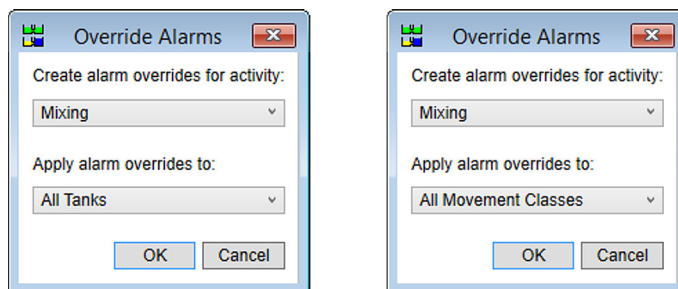 Override Alarms
Create alarm overrides for activity:
Mixing
Apply alarm overrides to:
All Tanks
OK Cancel
Override Alarms
Create alarm overrides for activity:
Mixing
Apply alarm overrides to:
All Movement Classes
OK Cancel